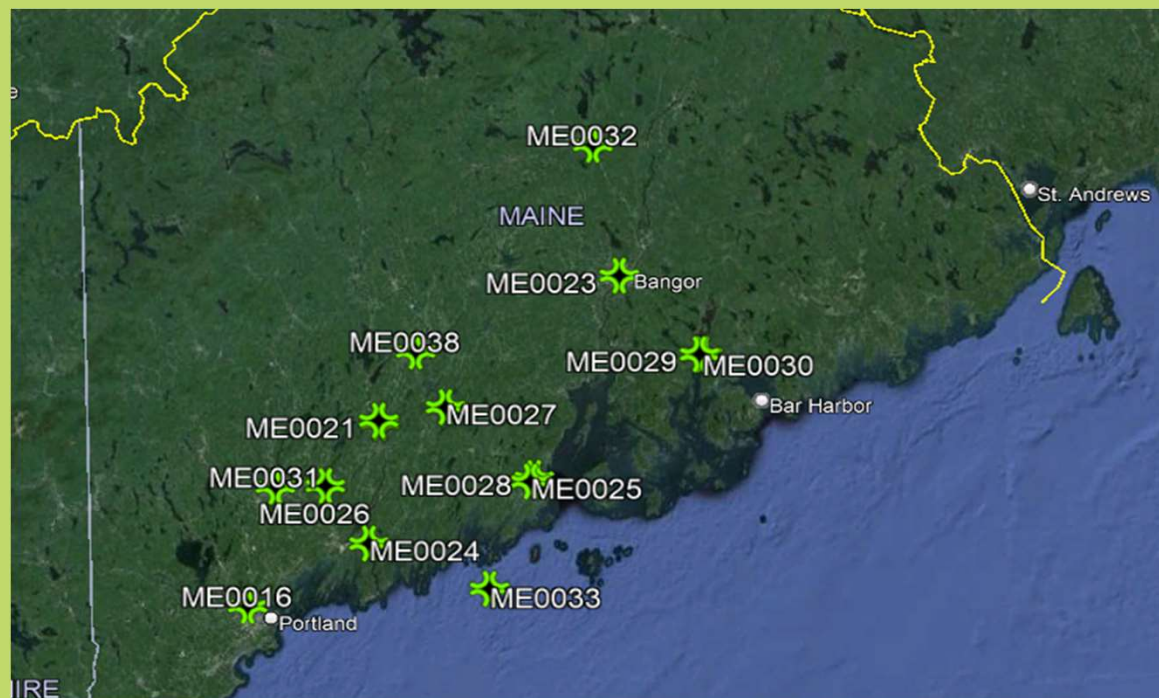 e
ME0032
St. Andrews
MAINE
ME0023
Bangor
ME0038
ME0029
ME0030
Bar Harbor
ME0027
ME0021
ME0031
ME0028
ME0025
ME0026
ME0024
ME0016
ME0033
Portland
IRE